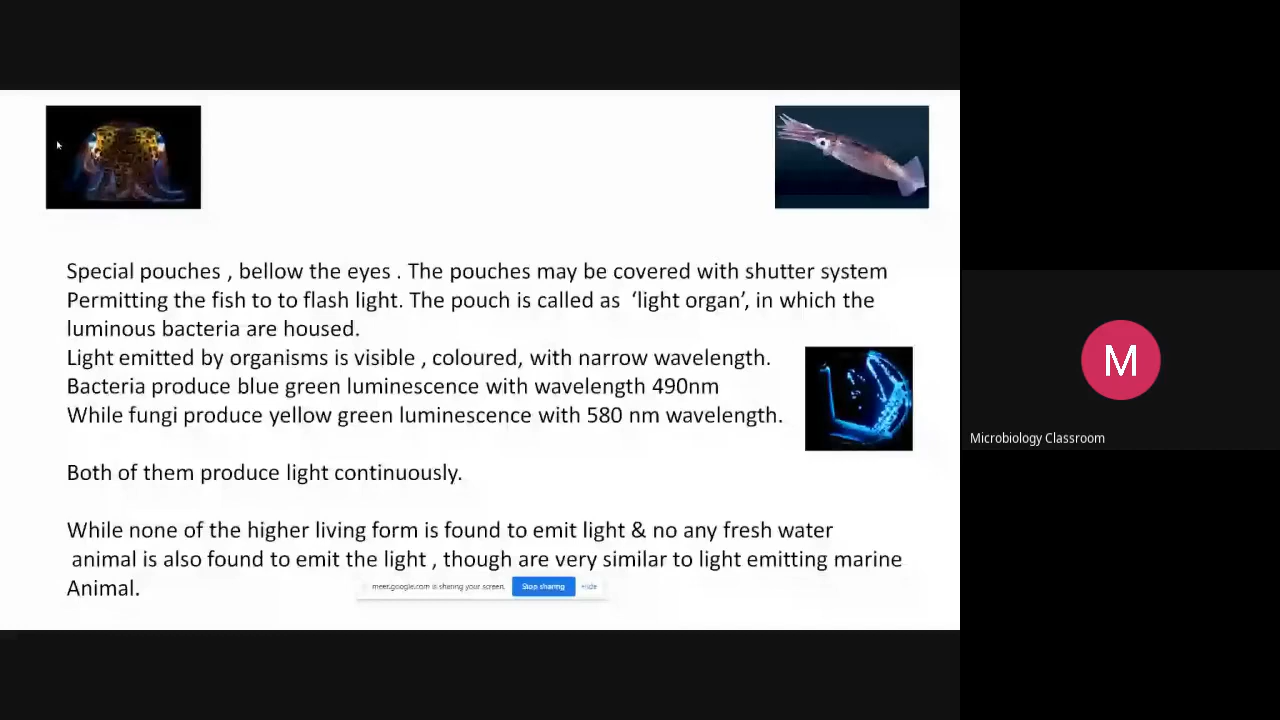 Special pouches , bellow the eyes . The pouches may be covered with shutter system
Permitting the fish to to flash light. The pouch is called as ‘light organ’, in which the
luminous bacteria are housed.
Light emitted by organisms is visible , coloured, with narrow wavelength.
Bacteria produce blue green luminescence with wavelength 490nm
While fungi produce yellow green luminescence with 580 nm wavelength.
Both of them produce light continuously.
While none of the higher living form is found to emit light & no any fresh water
animal is also found to emit the light , though are very similar to light emitting marine
Animal.
meet.google.com is sharing your screen. Stop sharing Hide
M
Microbiology Classroom